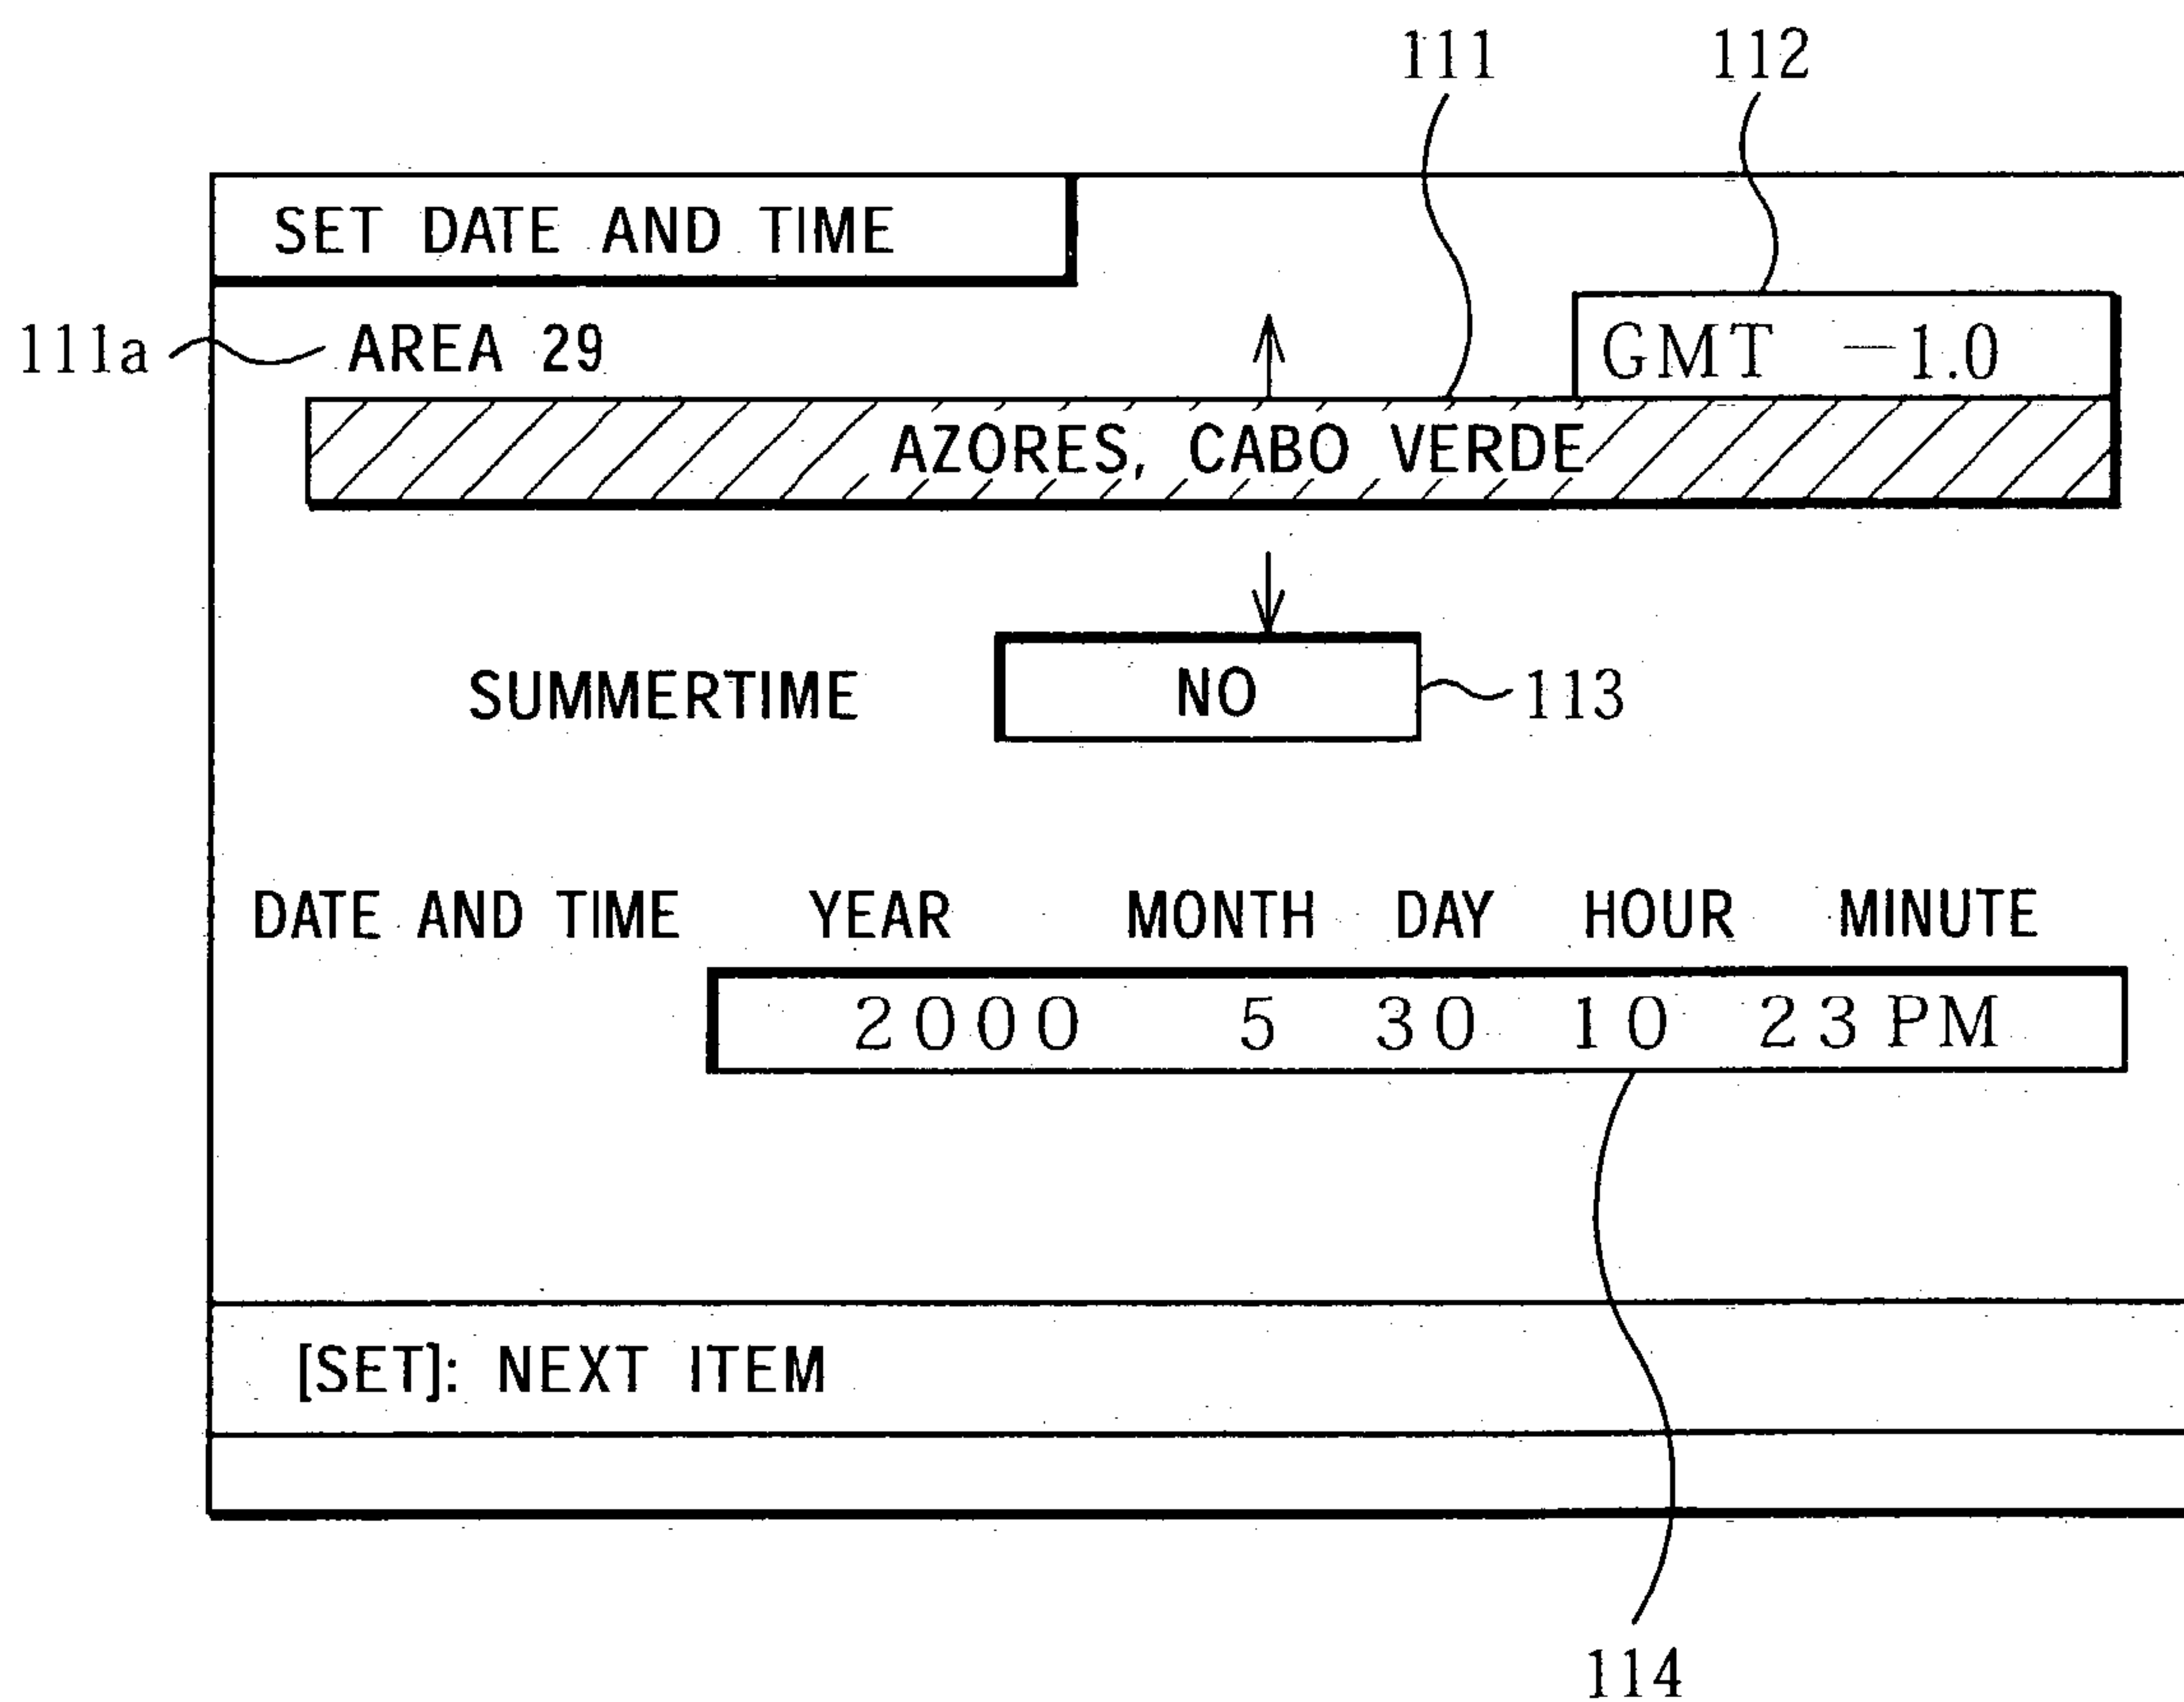 111 112
SET DATE AND TIME
111a AREA 29 GMT -1.0
AZORES, CABO VERDE
SUMMERTIME NO 113
DATE AND TIME YEAR MONTH DAY HOUR MINUTE
2000 5 30 10 23 PM
[SET]: NEXT ITEM
114